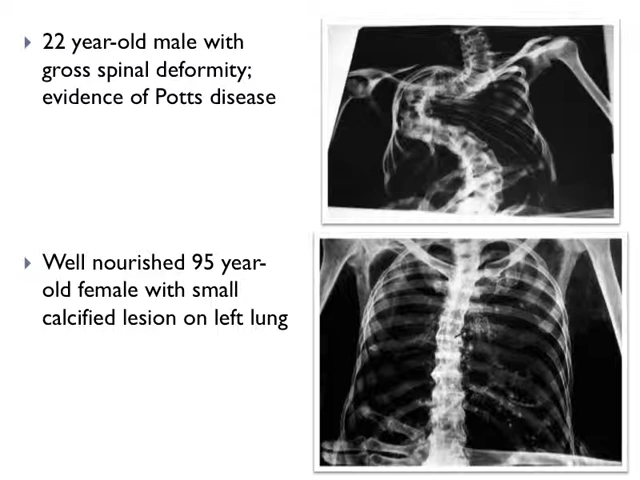 22 year-old male with
gross spinal deformity;
evidence of Potts disease
Well nourished 95 year-
old female with small
calcified lesion on left lung